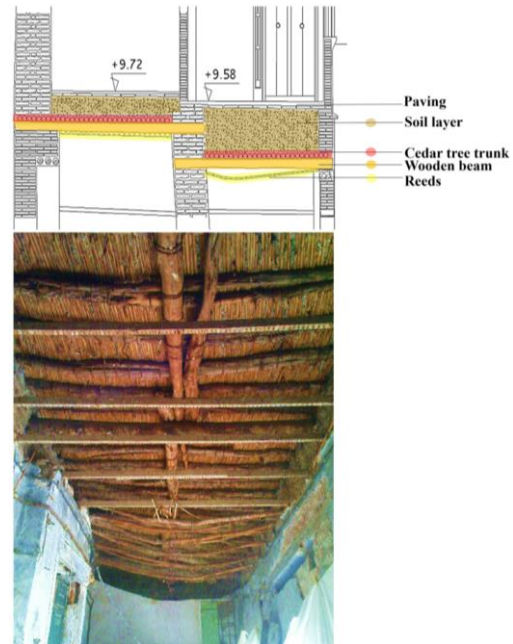 +9.72
+9.58
Paving
Soil layer
Cedar tree trunk
Wooden beam
Reeds